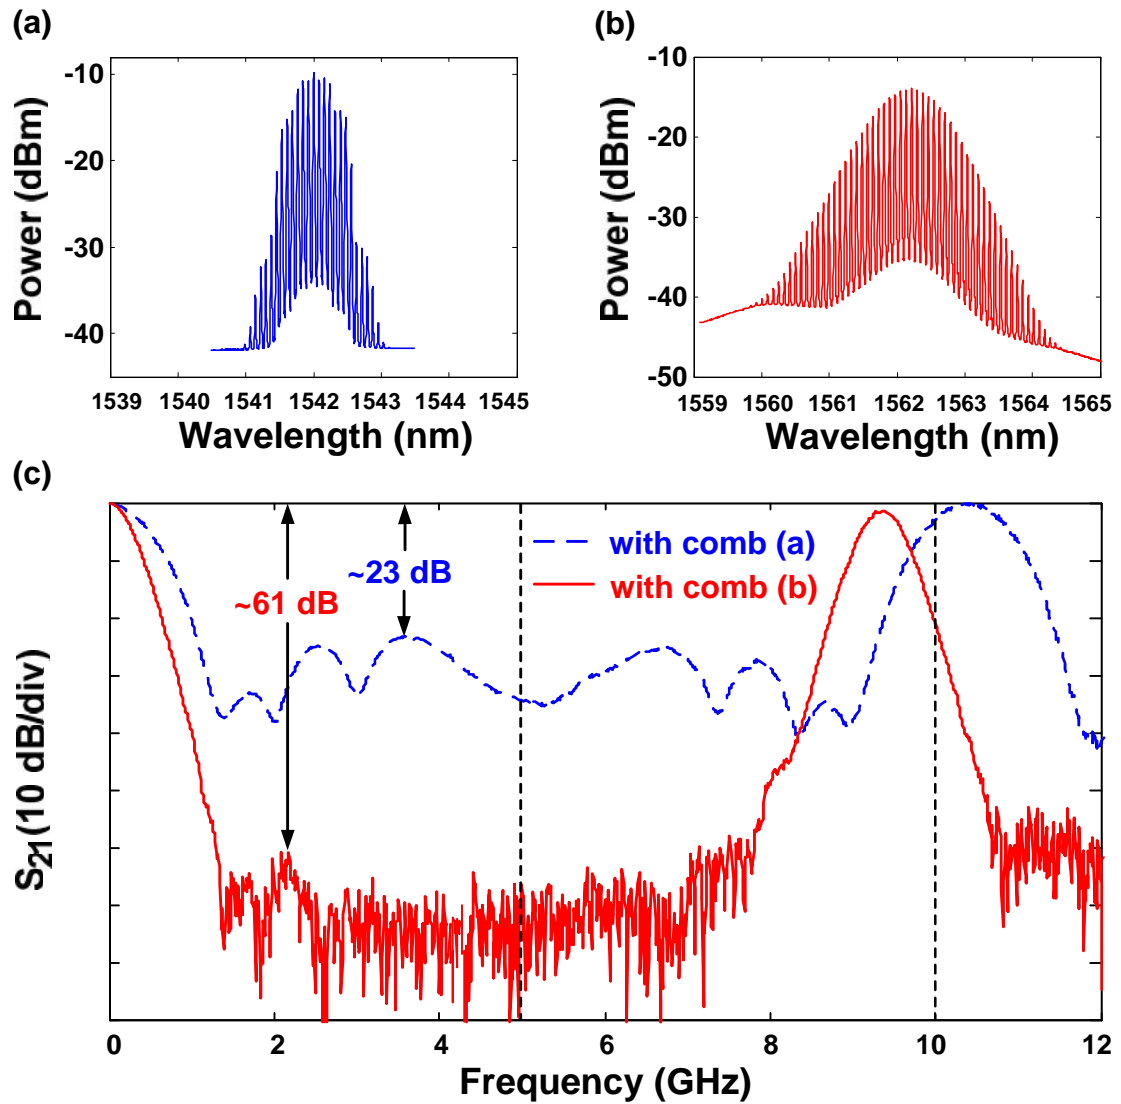 (a)
Power (dBm)
-10
-20
-30
-40
1539 1540 1541 1542 1543 1544 1545
Wavelength (nm)
(b)
Power (dBm)
-10
-20
-30
-40
-50
1559 1560 1561 1562 1563 1564 1565
Wavelength (nm)
(c)
S21(10 dB/div)
~61 dB
~23 dB
with comb (a)
with comb (b)
0 2 4 6 8 10 12
Frequency (GHz)